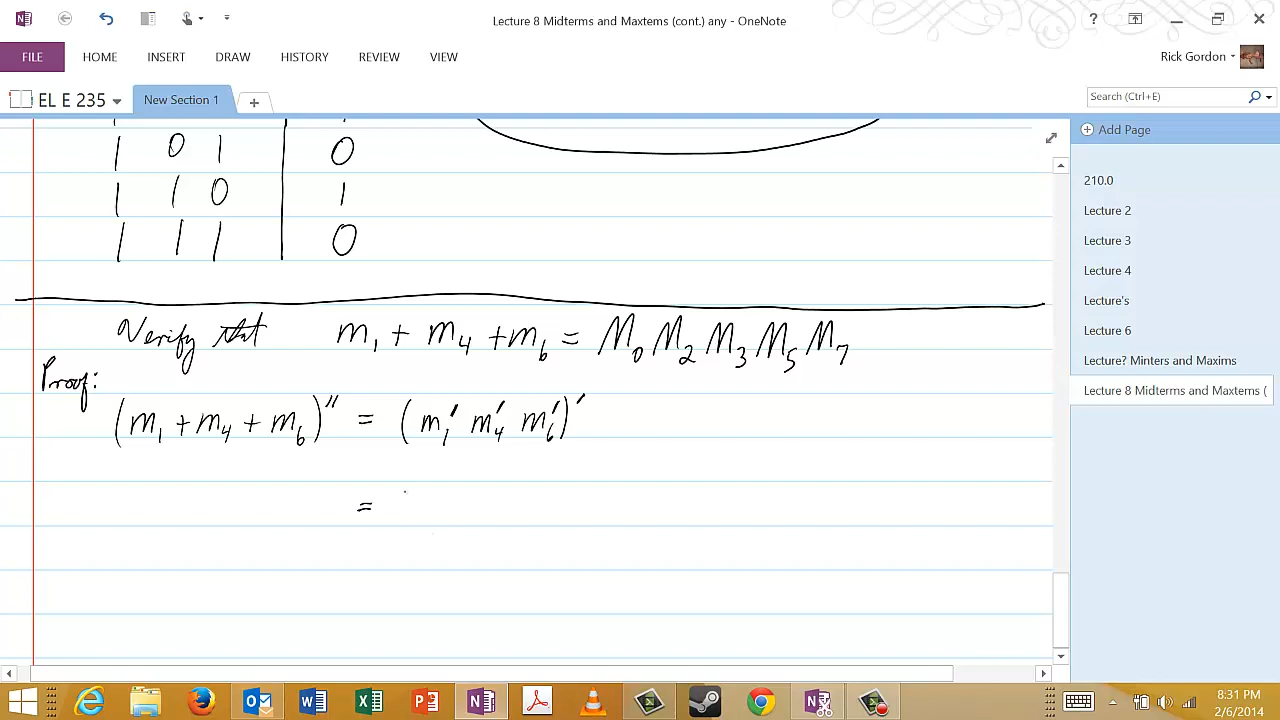 Lecture 8 Midterms and Maxtems (cont.) any - OneNote
?
FILE HOME INSERT DRAW HISTORY REVIEW VIEW
Rick Gordon
EL E 235 New Section 1 +
Search (Ctrl+E)
Add Page
210.0
Lecture 2
Lecture 3
Lecture 4
Lecture's
Lecture 6
Lecture? Minters and Maxims
Lecture 8 Midterms and Maxtems (
1 0 1 | 0
1 1 0 | 1
1 1 1 | 0
Verify that m₁ + m₄ + m₆ = M₀ M₂ M₃ M₅ M₇
Proof:
(m₁ + m₄ + m₆)'' = (m₁' m₄' m₆')'
=
8:31 PM
2/6/2014